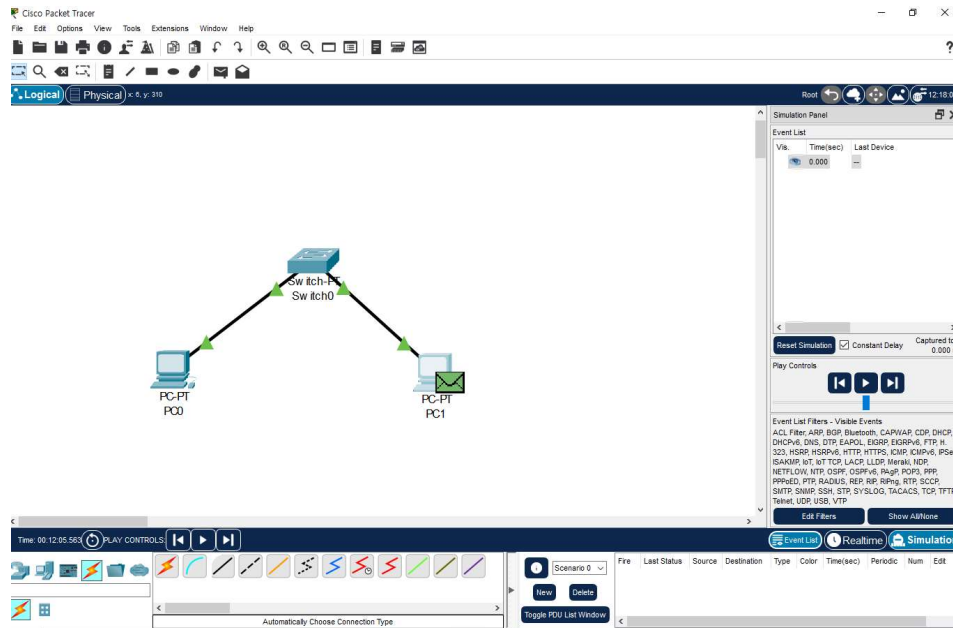 Cisco Packet Tracer
File Edit Options View Tools Extensions Window Help
?
Logical Physical x: 6, y: 310 Root 12:18:0
Simulation Panel
Event List
Vis. Time(sec) Last Device
0.000 --
Switch-PT
Switch0
PC-PT
PC0
PC-PT
PC1
Reset Simulation Constant Delay Captured to
0.000
Play Controls
Event List Filters - Visible Events
ACL Filter, ARP, BGP, Bluetooth, CAPWAP, CDP, DHCP,
DHCPv6, DNS, DTP, EAPOL, EIGRP, EIGRPv6, FTP, H.
323, HSRP, HSRPv6, HTTP, HTTPS, ICMP, ICMPv6, IPSe
ISAKMP, IoT, IoT TCP, LACP, LLDP, Meraki, NDP,
NETFLOW, NTP, OSPF, OSPFv6, PAgP, POP3, PPP,
PPPoED, PTP, RADIUS, REP, RIP, RIPng, RTP, SCCP,
SMTP, SNMP, SSH, STP, SYSLOG, TACACS, TCP, TFTP
Telnet, UDP, USB, VTP
Edit Filters Show All/None
Time: 00:12:05.563 PLAY CONTROLS: Event List Realtime Simulation
Scenario 0 Fire Last Status Source Destination Type Color Time(sec) Periodic Num Edit
New Delete
Toggle PDU List Window
Automatically Choose Connection Type